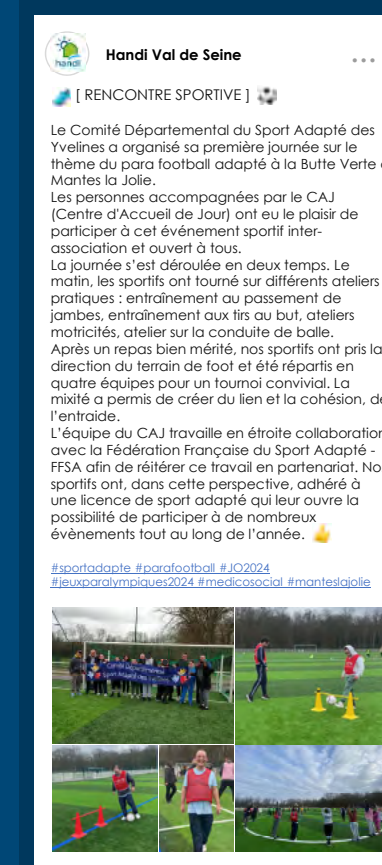 handi
Handi Val de Seine
[ RENCONTRE SPORTIVE ]
Le Comité Départemental du Sport Adapté des
Yvelines a organisé sa première journée sur le
thème du para football adapté à la Butte Verte
Mantes la Jolie.
Les personnes accompagnées par le CAJ
(Centre d'Accueil de Jour) ont eu le plaisir de
participer à cet événement sportif inter-
association et ouvert à tous.
La journée s'est déroulée en deux temps. Le
matin, les sportifs ont tourné sur différents ateliers
pratiques : entraînement au passement de
jambes, entraînement aux tirs au but, ateliers
motricités, atelier sur la conduite de balle.
Après un repas bien mérité, nos sportifs ont pris la
direction du terrain de foot et été répartis en
quatre équipes pour un tournoi convivial. La
mixité a permis de créer du lien et la cohésion,
l'entraide.
L'équipe du CAJ travaille en étroite collaboration
avec la Fédération Française du Sport Adapté -
FFSA afin de réitérer ce travail en partenariat.
sportifs ont, dans cette perspective, adhéré à
une licence de sport adapté qui leur ouvre la
possibilité de participer à de nombreux
évènements tout au long de l'année.
#sportadapte #parafootball #JO2024
#jeuxparalympiques2024 #medicosocial #manteslajolie
Comité Départemental
Sport Adapté des Yvelines